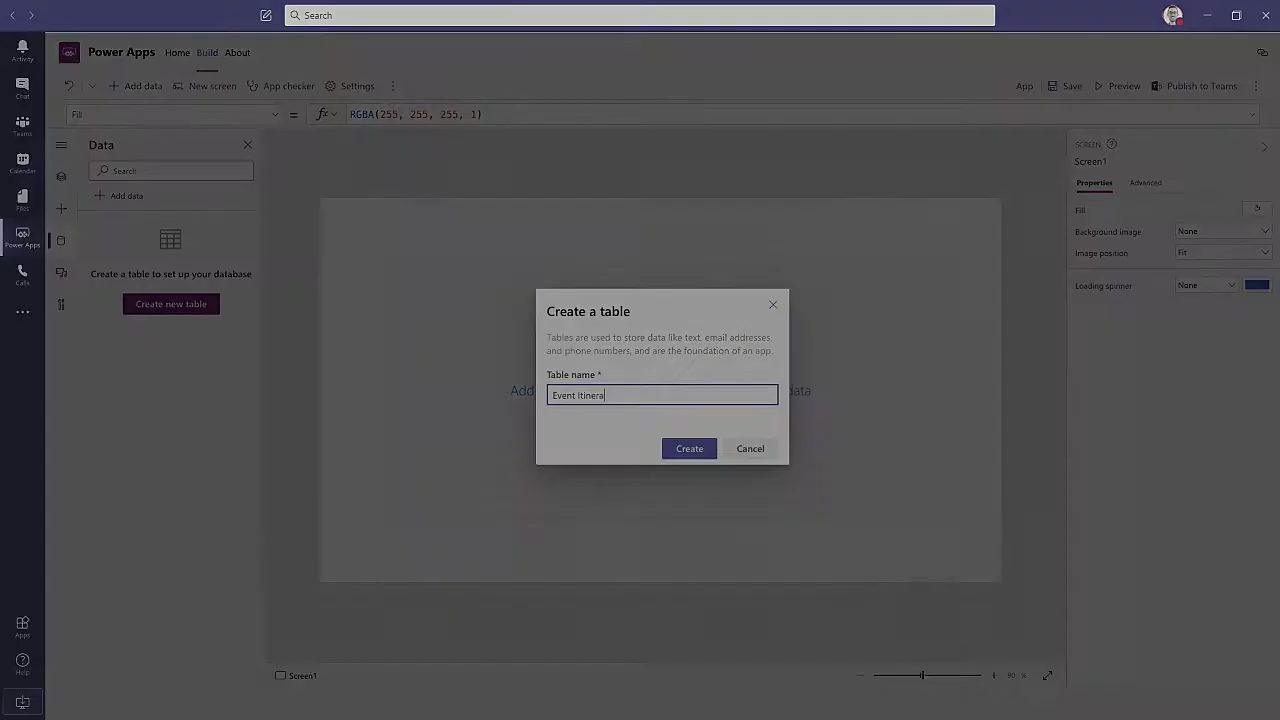 Search
Activity
Chat
Teams
Calendar
Files
Power Apps
Calls
Apps
Help
Power Apps Home Build About
Add data New screen App checker Settings
App Save Preview Publish to Teams
Fill = fx RGBA(255, 255, 255, 1)
Data
Search
Add data
Create a table to set up your database
Create new table
Add
data
Create a table
Tables are used to store data like text, email addresses,
and phone numbers, and are the foundation of an app.
Table name *
Event Itinera
Create Cancel
SCREEN
Screen1
Properties Advanced
Fill
Background image None
Image position Fit
Loading spinner None
Screen1
90 %